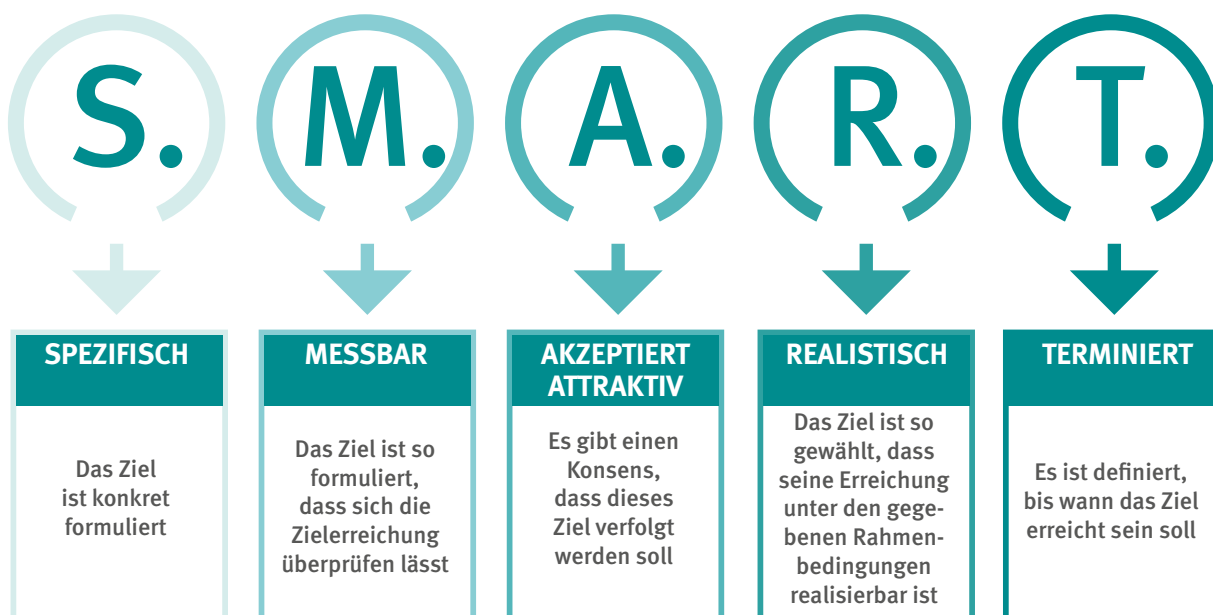 S.
M.
A.
R.
T.
SPEZIFISCH
Das Ziel
ist konkret
formuliert
MESSBAR
Das Ziel ist so
formuliert,
dass sich die
Zielerreichung
überprüfen lässt
AKZEPTIERT
ATTRAKTIV
Es gibt einen
Konsens,
dass dieses
Ziel verfolgt
werden soll
REALISTISCH
Das Ziel ist so
gewählt, dass
seine Erreichung
unter den gege-
benen Rahmen-
bedingungen
realisierbar ist
TERMINIERT
Es ist definiert,
bis wann das Ziel
erreicht sein soll